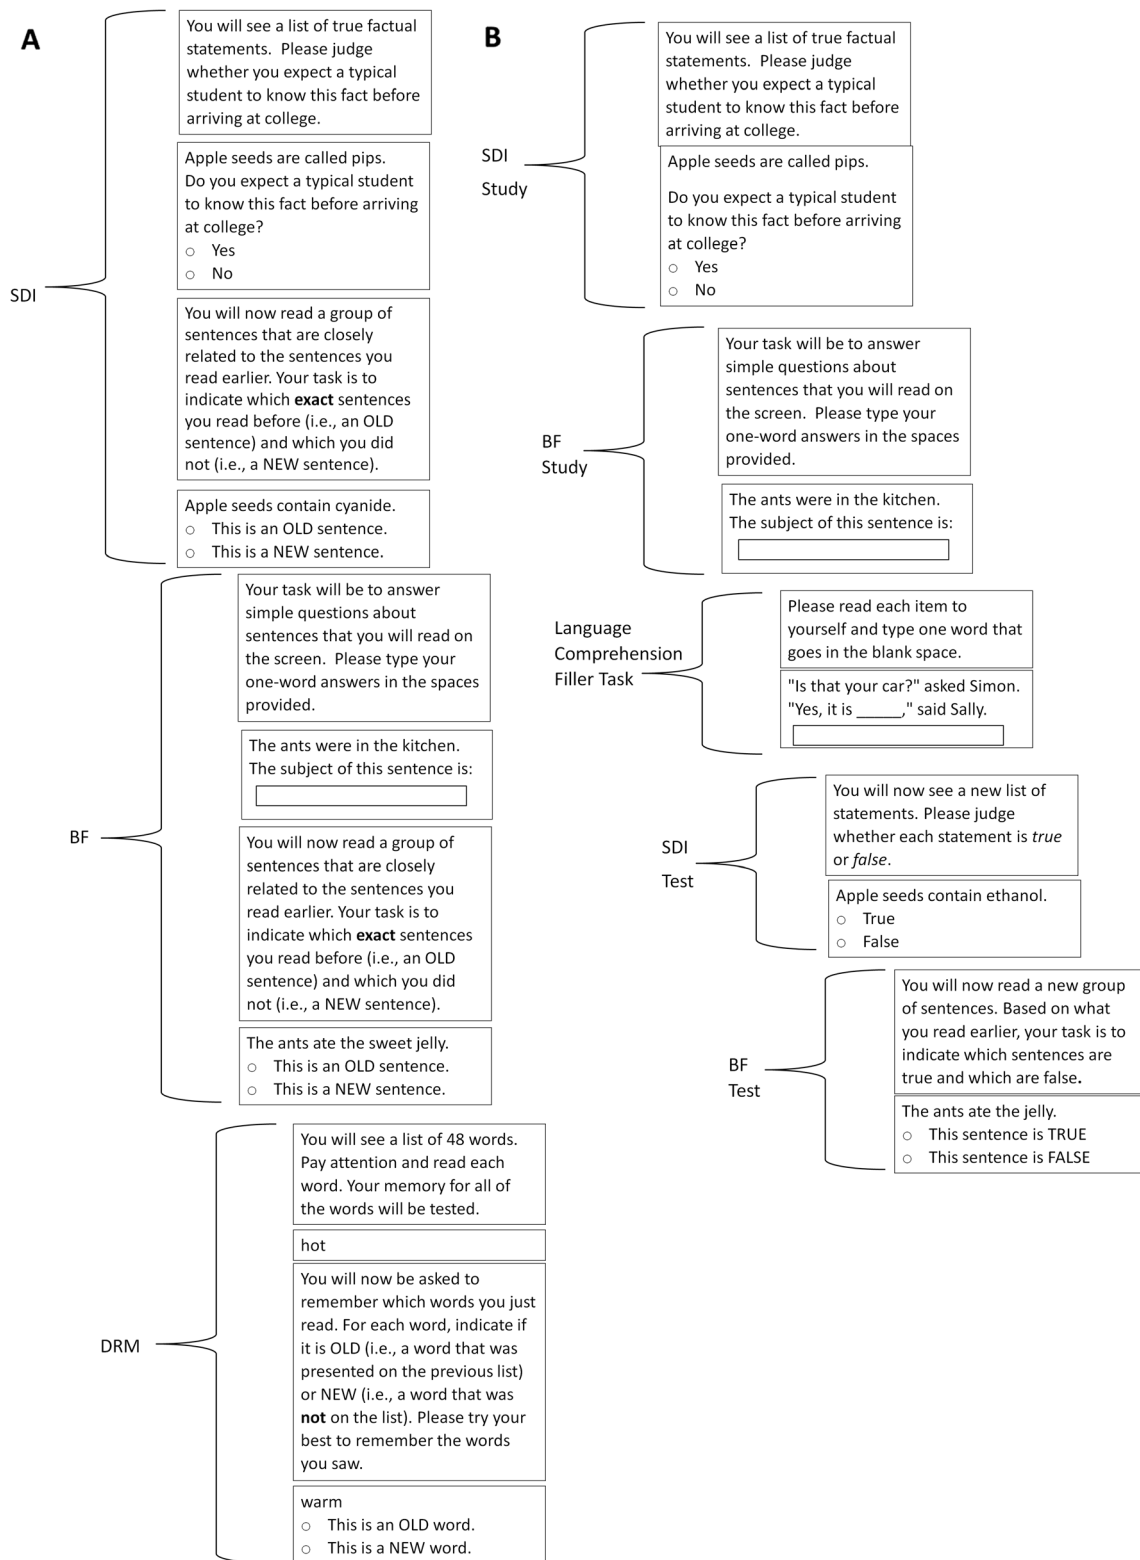 A
SDI
You will see a list of true factual
statements.  Please judge
whether you expect a typical
student to know this fact before
arriving at college.
Apple seeds are called pips.
Do you expect a typical student
to know this fact before arriving
at college?
○ Yes
○ No
You will now read a group of
sentences that are closely
related to the sentences you
read earlier. Your task is to
indicate which exact sentences
you read before (i.e., an OLD
sentence) and which you did
not (i.e., a NEW sentence).
Apple seeds contain cyanide.
○ This is an OLD sentence.
○ This is a NEW sentence.
BF
Your task will be to answer
simple questions about
sentences that you will read on
the screen.  Please type your
one-word answers in the spaces
provided.
The ants were in the kitchen.
The subject of this sentence is:
You will now read a group of
sentences that are closely
related to the sentences you
read earlier. Your task is to
indicate which exact sentences
you read before (i.e., an OLD
sentence) and which you did
not (i.e., a NEW sentence).
The ants ate the sweet jelly.
○ This is an OLD sentence.
○ This is a NEW sentence.
DRM
You will see a list of 48 words.
Pay attention and read each
word. Your memory for all of
the words will be tested.
hot
You will now be asked to
remember which words you just
read. For each word, indicate if
it is OLD (i.e., a word that was
presented on the previous list)
or NEW (i.e., a word that was
not on the list). Please try your
best to remember the words
you saw.
warm
○ This is an OLD word.
○ This is a NEW word.
B
SDI
Study
You will see a list of true factual
statements.  Please judge
whether you expect a typical
student to know this fact before
arriving at college.
Apple seeds are called pips.
Do you expect a typical student
to know this fact before arriving
at college?
○ Yes
○ No
BF
Study
Your task will be to answer
simple questions about
sentences that you will read on
the screen.  Please type your
one-word answers in the spaces
provided.
The ants were in the kitchen.
The subject of this sentence is:
Language
Comprehension
Filler Task
Please read each item to
yourself and type one word that
goes in the blank space.
"Is that your car?" asked Simon.
"Yes, it is _____," said Sally.
SDI
Test
You will now see a new list of
statements. Please judge
whether each statement is true
or false.
Apple seeds contain ethanol.
○ True
○ False
BF
Test
You will now read a new group
of sentences. Based on what
you read earlier, your task is to
indicate which sentences are
true and which are false.
The ants ate the jelly.
○ This sentence is TRUE
○ This sentence is FALSE